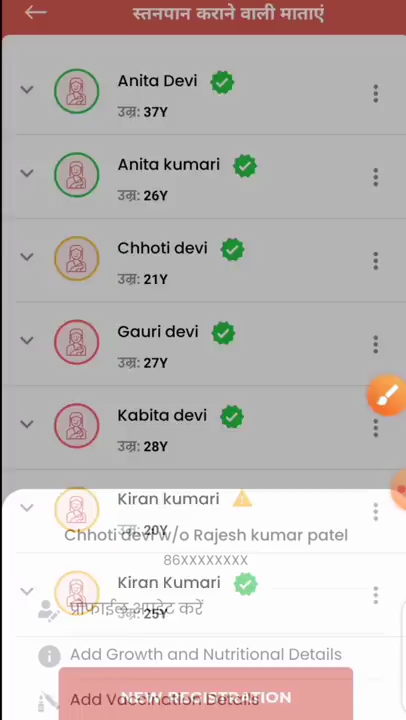 स्तनपान कराने वाली माताएं
Anita Devi
उम्र: 37Y
Anita kumari
उम्र: 26Y
Chhoti devi
उम्र: 21Y
Gauri devi
उम्र: 27Y
Kabita devi
उम्र: 28Y
Kiran kumari
उम्र: 20Y
Chhoti devi w/o Rajesh kumar patel
86XXXXXXXX
Kiran Kumari
प्रोफाईल अपडेट करें
उम्र: 25Y
Add Growth and Nutritional Details
NEW REGISTRATION
Add Vaccination Details